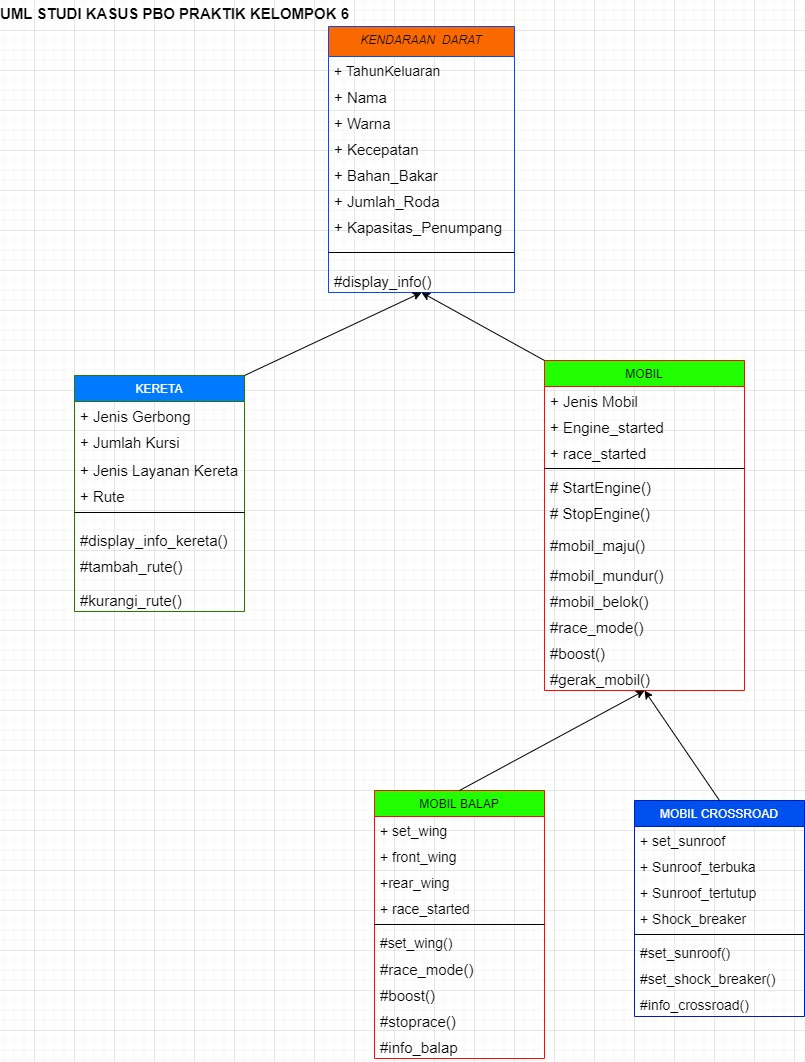 UML STUDI KASUS PBO PRAKTIK KELOMPOK 6
KENDARAAN DARAT
+ TahunKeluaran
+ Nama
+ Warna
+ Kecepatan
+ Bahan_Bakar
+ Jumlah_Roda
+ Kapasitas_Penumpang
#display_info()
KERETA
+ Jenis Gerbong
+ Jumlah Kursi
+ Jenis Layanan Kereta
+ Rute
#display_info_kereta()
#tambah_rute()
#kurangi_rute()
MOBIL
+ Jenis Mobil
+ Engine_started
+ race_started
# StartEngine()
# StopEngine()
#mobil_maju()
#mobil_mundur()
#mobil_belok()
#race_mode()
#boost()
#gerak_mobil()
MOBIL BALAP
+ set_wing
+ front_wing
+rear_wing
+ race_started
#set_wing()
#race_mode()
#boost()
#stoprace()
#info_balap
MOBIL CROSSROAD
+ set_sunroof
+ Sunroof_terbuka
+ Sunroof_tertutup
+ Shock_breaker
#set_sunroof()
#set_shock_breaker()
#info_crossroad()